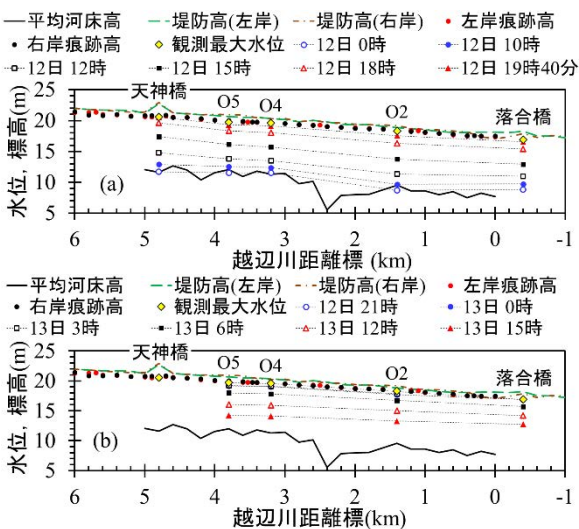 平均河床高 堤防高(左岸) 堤防高(右岸) 左岸痕跡高
右岸痕跡高 観測最大水位 12日 0時 12日 10時
12日 12時 12日 15時 12日 18時 12日 19時40分
天神橋 O5 O4 O2 落合橋
水位, 標高(m)
25
20
15
10
5
(a)
6 5 4 3 2 1 0 -1
越辺川距離標 (km)
平均河床高 堤防高(左岸) 堤防高(右岸) 左岸痕跡高
右岸痕跡高 観測最大水位 12日 21時 13日 0時
13日 3時 13日 6時 13日 12時 13日 15時
天神橋 O5 O4 O2 落合橋
水位, 標高(m)
25
20
15
10
5
(b)
6 5 4 3 2 1 0 -1
越辺川距離標 (km)